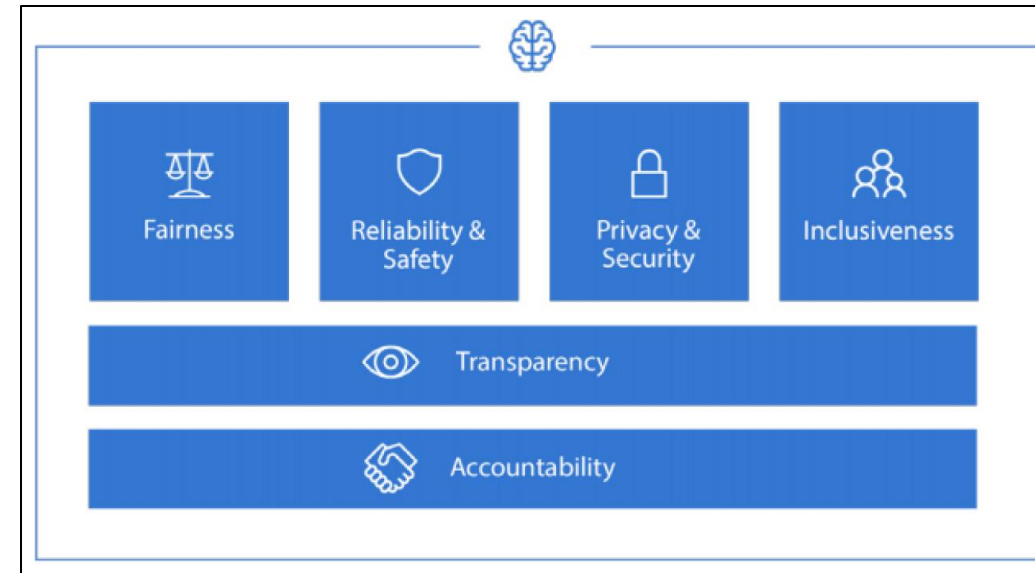 Fairness
Reliability &
Safety
Privacy &
Security
Inclusiveness
Transparency
Accountability